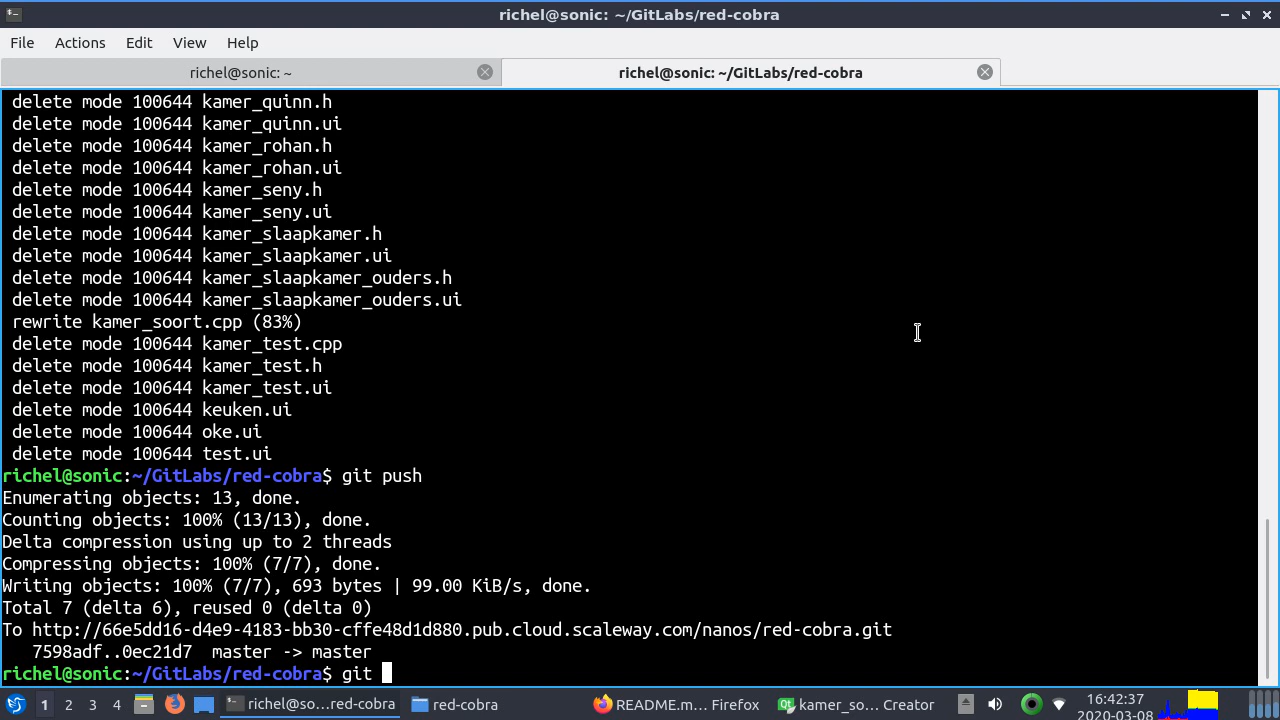 richel@sonic: ~/GitLabs/red-cobra
File Actions Edit View Help
richel@sonic: ~
richel@sonic: ~/GitLabs/red-cobra
delete mode 100644 kamer_quinn.h
delete mode 100644 kamer_quinn.ui
delete mode 100644 kamer_rohan.h
delete mode 100644 kamer_rohan.ui
delete mode 100644 kamer_seny.h
delete mode 100644 kamer_seny.ui
delete mode 100644 kamer_slaapkamer.h
delete mode 100644 kamer_slaapkamer.ui
delete mode 100644 kamer_slaapkamer_ouders.h
delete mode 100644 kamer_slaapkamer_ouders.ui
rewrite kamer_soort.cpp (83%)
delete mode 100644 kamer_test.cpp
delete mode 100644 kamer_test.h
delete mode 100644 kamer_test.ui
delete mode 100644 keuken.ui
delete mode 100644 oke.ui
delete mode 100644 test.ui
richel@sonic:~/GitLabs/red-cobra$ git push
Enumerating objects: 13, done.
Counting objects: 100% (13/13), done.
Delta compression using up to 2 threads
Compressing objects: 100% (7/7), done.
Writing objects: 100% (7/7), 693 bytes | 99.00 KiB/s, done.
Total 7 (delta 6), reused 0 (delta 0)
To http://66e5dd16-d4e9-4183-bb30-cffe48d1d880.pub.cloud.scaleway.com/nanos/red-cobra.git
7598adf..0ec21d7 master -> master
richel@sonic:~/GitLabs/red-cobra$ git
1 2 3 4 richel@so...red-cobra red-cobra README.m... Firefox kamer_so... Creator 16:42:37
2020-03-08